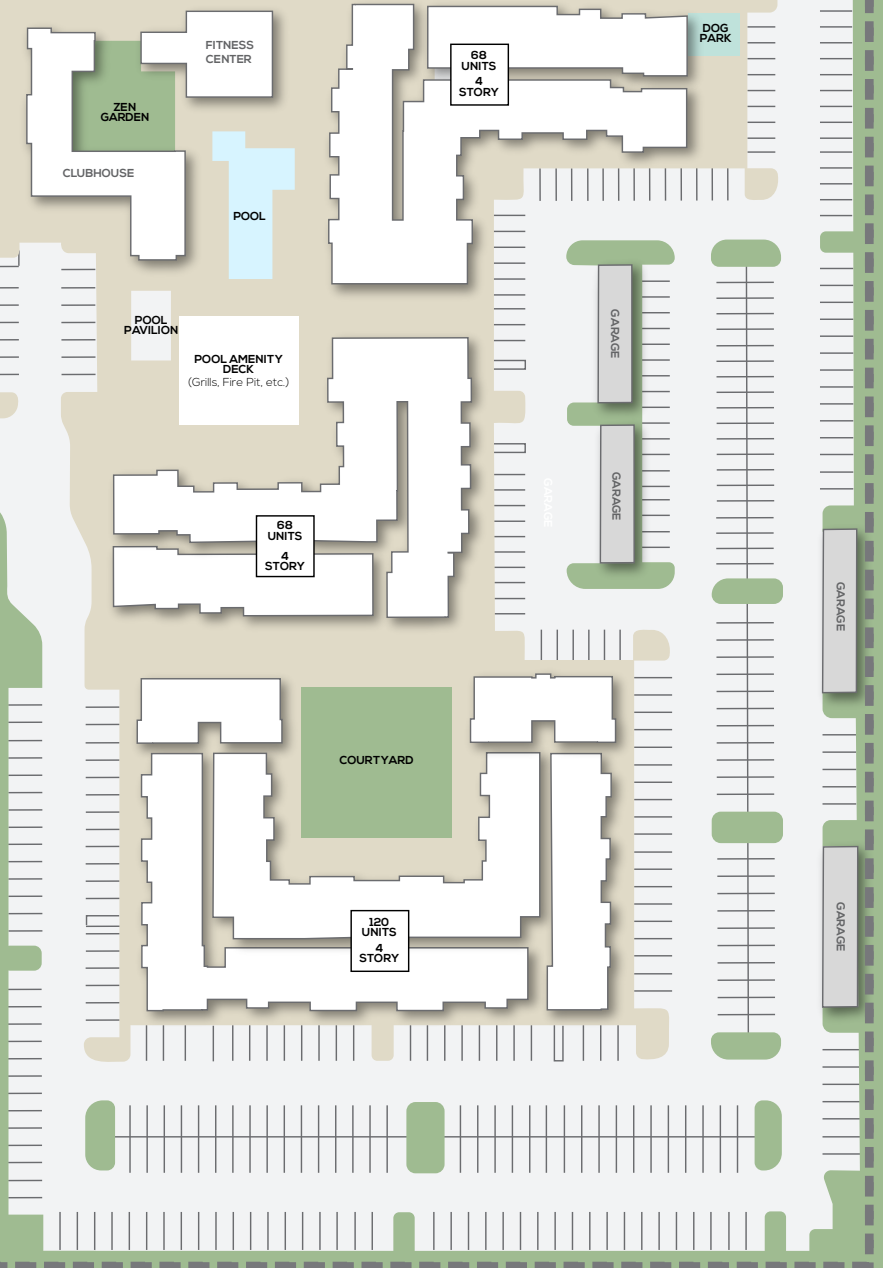 DOG
PARK
FITNESS
CENTER
68
UNITS
4
STORY
ZEN
GARDEN
CLUBHOUSE
POOL
POOL
PAVILION
GARAGE
POOL AMENITY
DECK
(Grills, Fire Pit, etc.)
GARAGE
GARAGE
68
UNITS
4
STORY
GARAGE
COURTYARD
120
UNITS
4
STORY
GARAGE